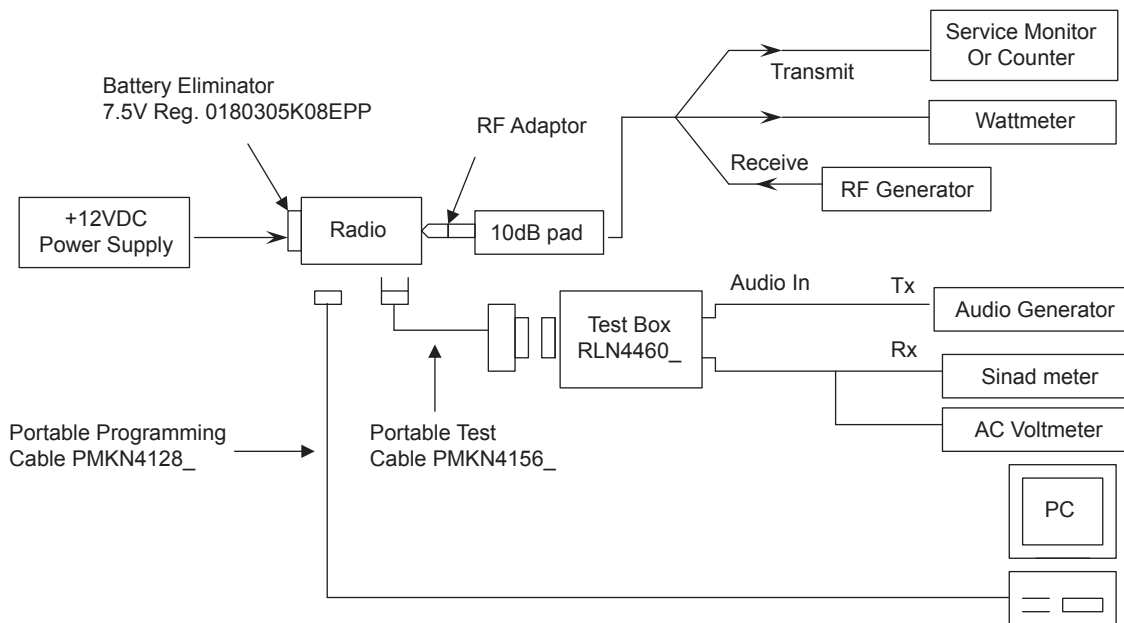 Service Monitor
Or Counter
Transmit
Battery Eliminator
7.5V Reg. 0180305K08EPP
RF Adaptor
Wattmeter
Receive
RF Generator
+12VDC
Power Supply
Radio
10dB pad
Audio In
Tx
Audio Generator
Test Box
RLN4460_
Rx
Sinad meter
AC Voltmeter
Portable Programming
Cable PMKN4128_
Portable Test
Cable PMKN4156_
PC